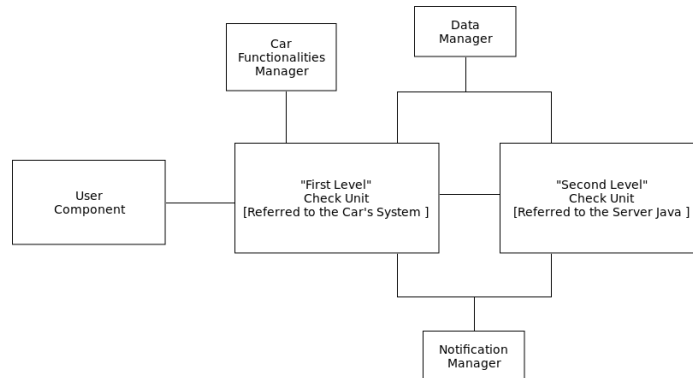 Data
Manager
Car
Functionalities
Manager
User
Component
"First Level"
Check Unit
[Referred to the Car's System ]
"Second Level"
Check Unit
[Referred to the Server Java ]
Notification
Manager